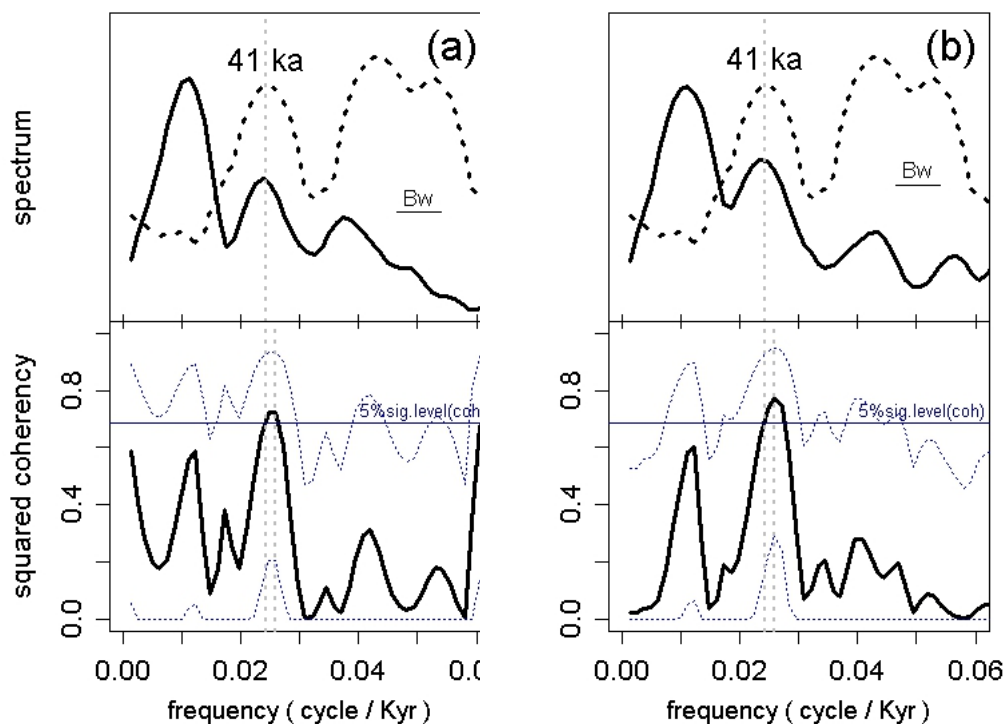 (a)
41 ka
spectrum
Bw
5%sig.level(coh
squared coherency
0.8
0.4
0.0
0.00
0.02
0.04
0.0
frequency ( cycle / Kyr )
(b)
41 ka
Bw
5%sig.level(coh)
0.8
0.4
0.0
0.00
0.02
0.04
0.06
frequency ( cycle / Kyr )